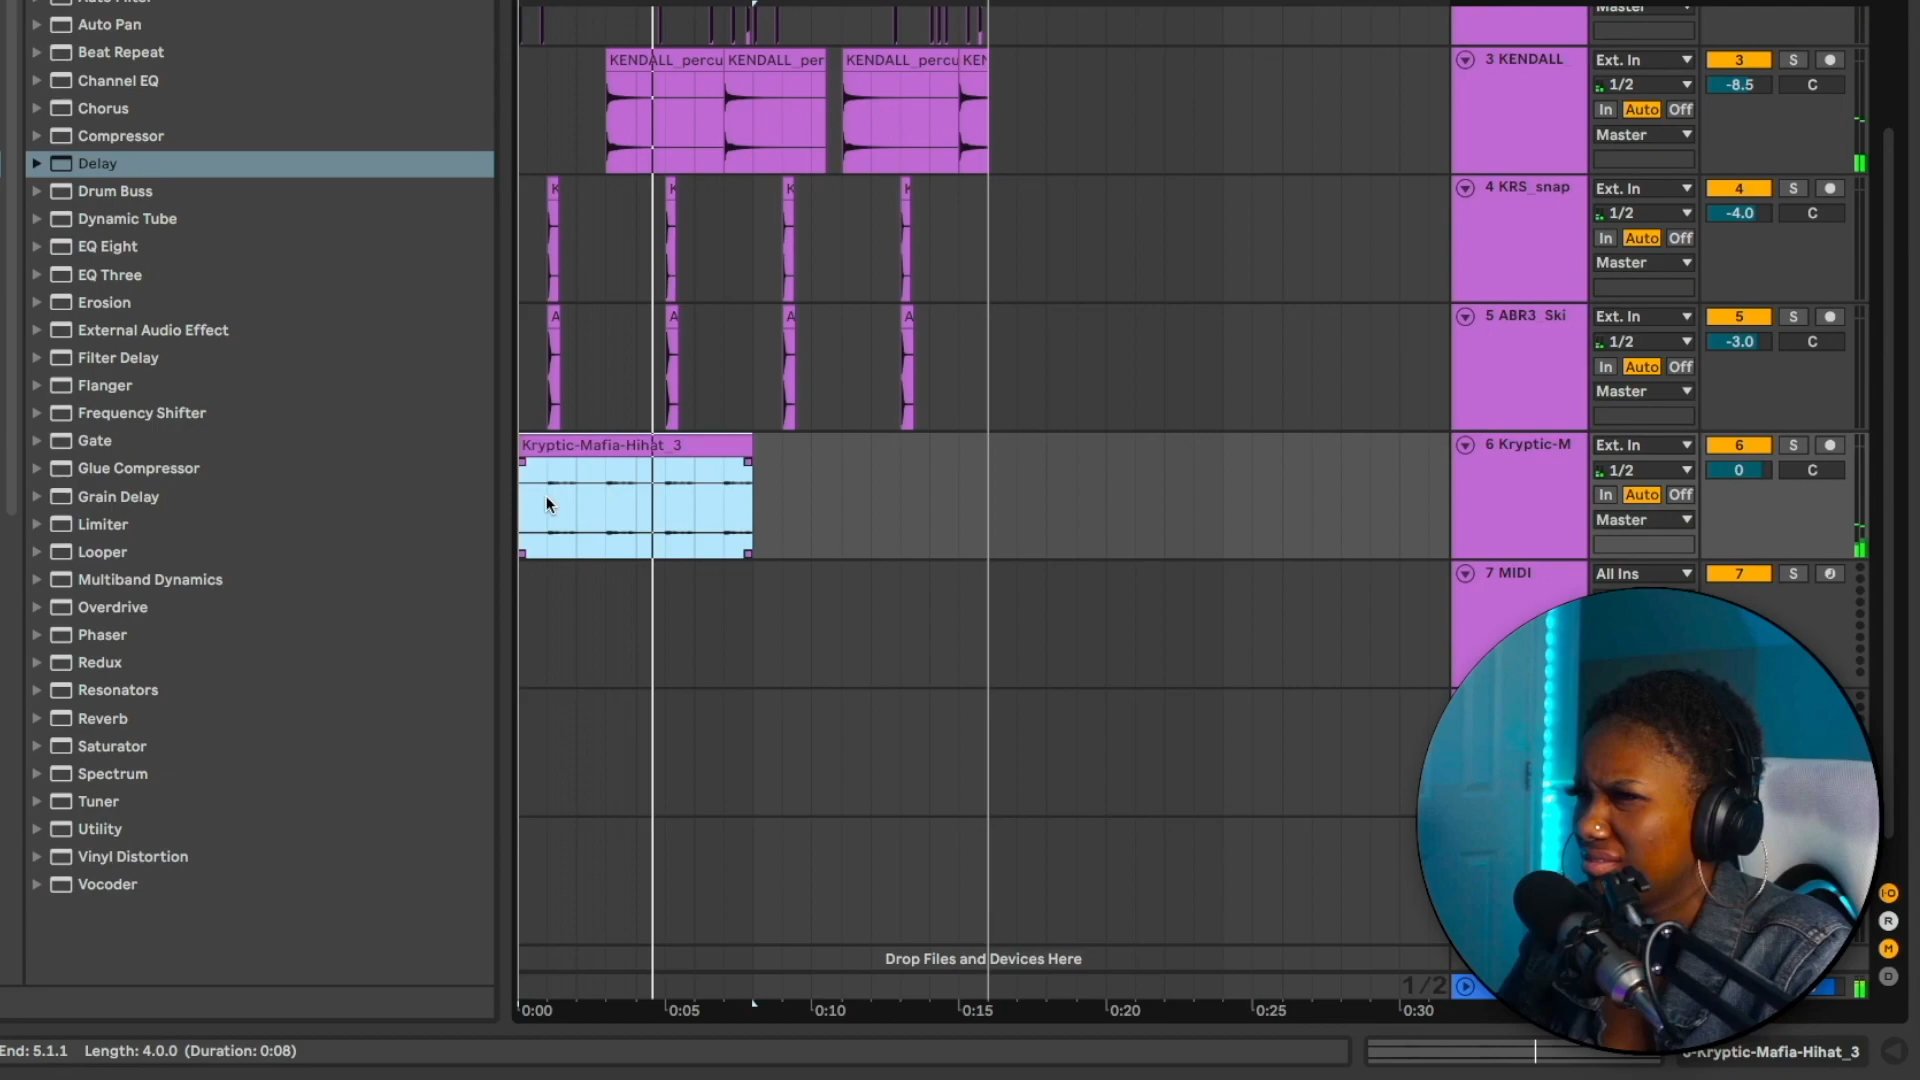 Auto Filter
Auto Pan
Beat Repeat
Channel EQ
Chorus
Compressor
Delay
Drum Buss
Dynamic Tube
EQ Eight
EQ Three
Erosion
External Audio Effect
Filter Delay
Flanger
Frequency Shifter
Gate
Glue Compressor
Grain Delay
Limiter
Looper
Multiband Dynamics
Overdrive
Phaser
Redux
Resonators
Reverb
Saturator
Spectrum
Tuner
Utility
Vinyl Distortion
Vocoder
KENDALL_percu KENDALL_per KENDALL_percu KEN
K K K K
A A A A
Kryptic-Mafia-Hihat_3
Drop Files and Devices Here
1/2
0:00 0:05 0:10 0:15 0:20 0:25 0:30
Master
3 KENDALL_ Ext. In 3 S
1/2 -8.5 C
In Auto Off
Master
4 KRS_snap Ext. In 4 S
1/2 -4.0 C
In Auto Off
Master
5 ABR3_Ski Ext. In 5 S
1/2 -3.0 C
In Auto Off
Master
6 Kryptic-M Ext. In 6 S
1/2 0 C
In Auto Off
Master
7 MIDI All Ins 7 S
I·O
R
M
D
End: 5.1.1 Length: 4.0.0 (Duration: 0:08)
-Kryptic-Mafia-Hihat_3